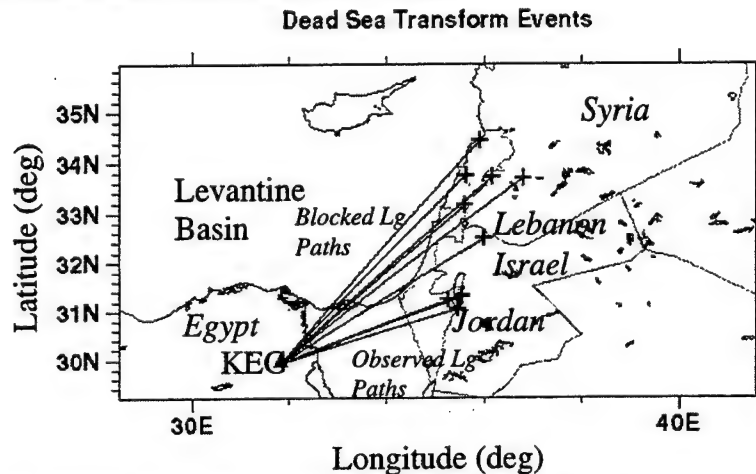 Dead Sea Transform Events
Latitude (deg)
35N
34N
33N
32N
31N
30N
Syria
Levantine
Basin
Blocked Lg
Paths
Lebanon
Israel
Egypt
Jordan
KEG
Observed Lg
Paths
30E
40E
Longitude (deg)